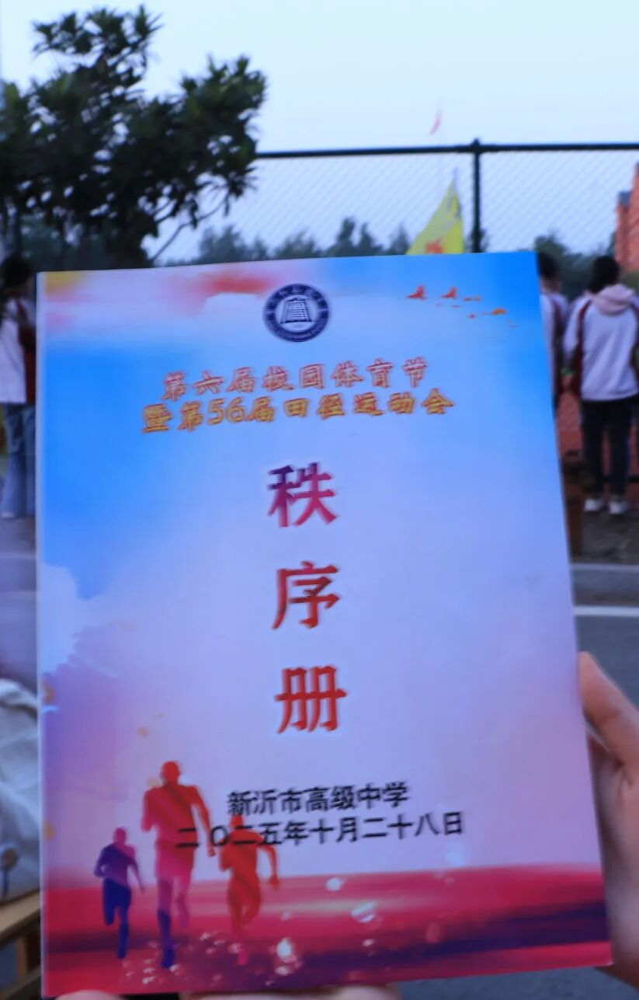 第六届校园体育节
暨第56届田径运动会
秩
序
册
新沂市高级中学
二〇二五年十月二十八日